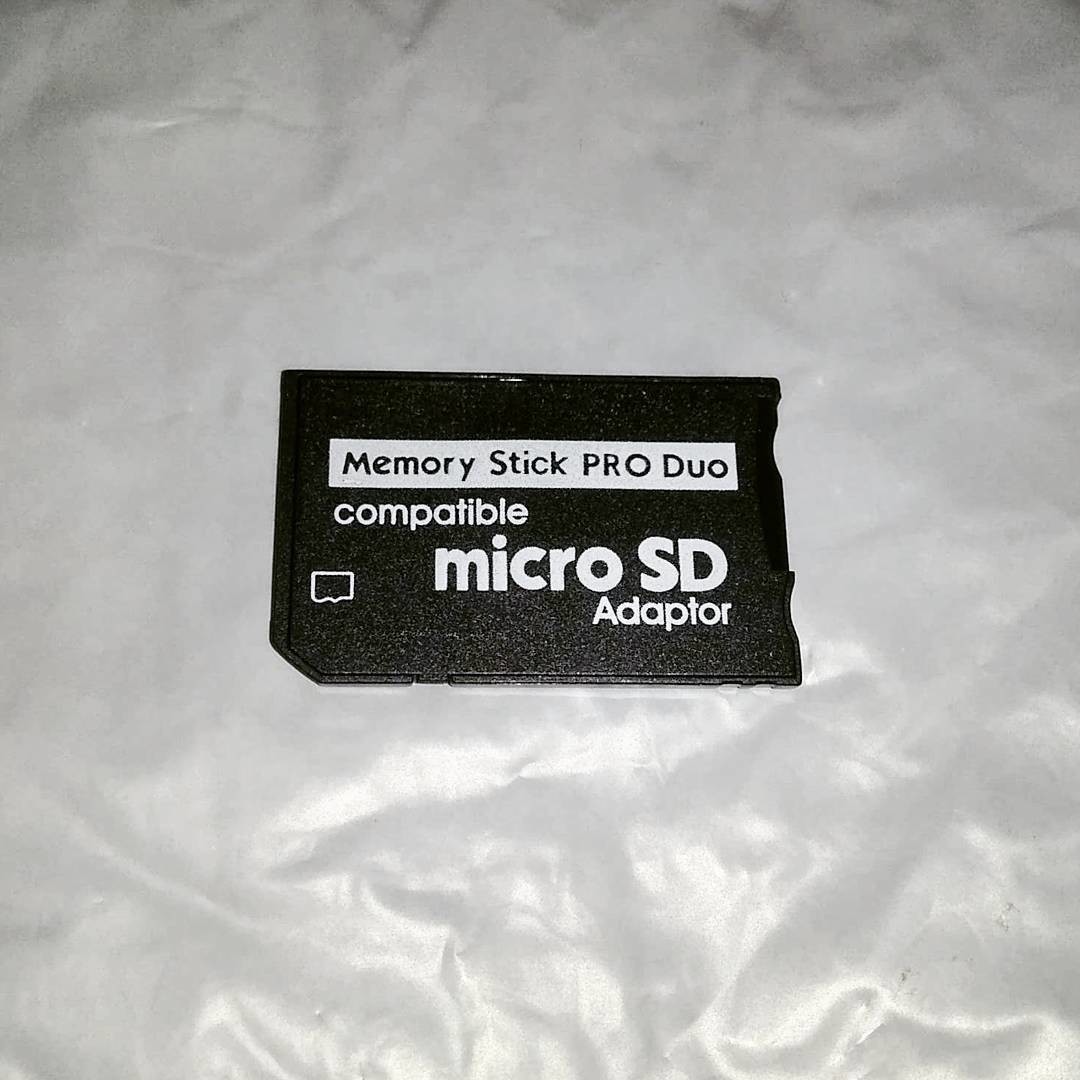 Memory Stick PRO Duo
compatible
micro SD
Adaptor